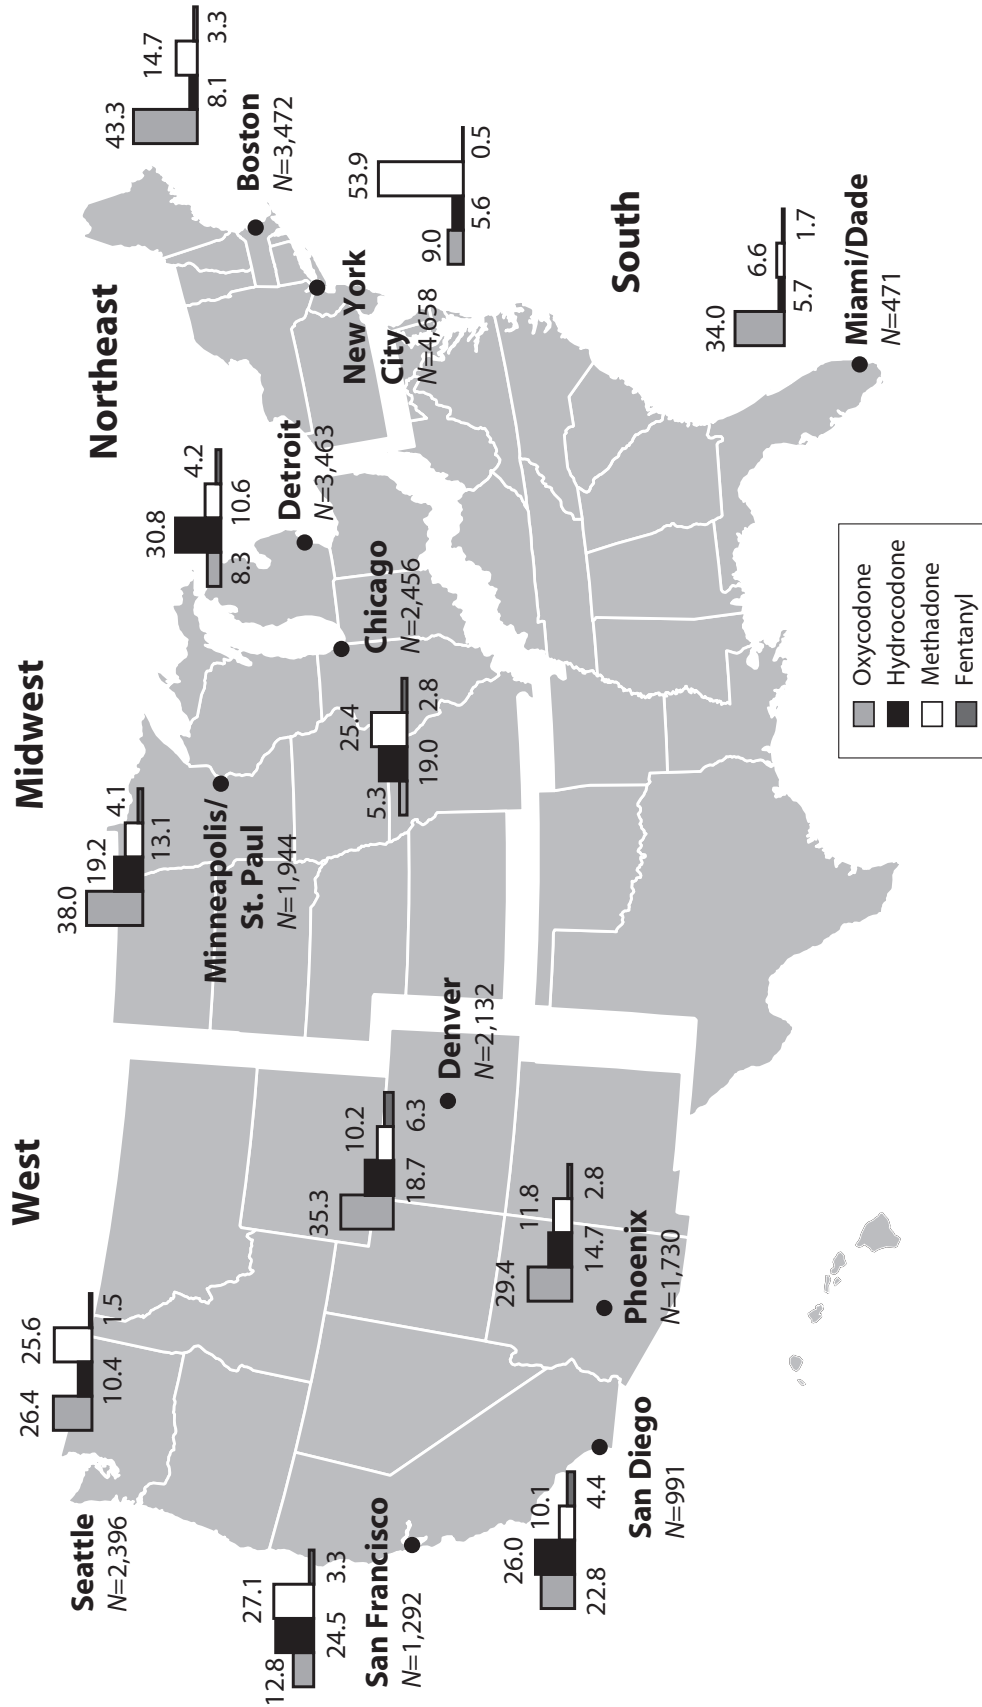 West
Midwest
Northeast
South
Seattle
N=2,396
26.4
10.4
25.6
1.5
San Francisco
N=1,292
12.8
24.5
27.1
3.3
San Diego
N=991
22.8
26.0
10.1
4.4
Phoenix
N=1,730
29.4
14.7
11.8
2.8
Denver
N=2,132
35.3
18.7
10.2
6.3
Minneapolis/
St. Paul
N=1,944
38.0
19.2
13.1
4.1
Chicago
N=2,456
5.3
19.0
25.4
2.8
Detroit
N=3,463
8.3
30.8
10.6
4.2
New York
City
N=4,658
9.0
5.6
53.9
0.5
Boston
N=3,472
43.3
8.1
14.7
3.3
Miami/Dade
N=471
34.0
5.7
6.6
1.7
Oxycodone
Hydrocodone
Methadone
Fentanyl